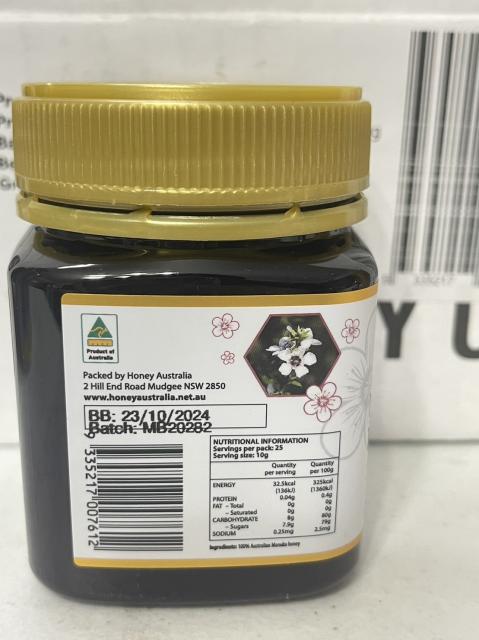 Product of
Australia
Packed by Honey Australia
2 Hill End Road Mudgee NSW 2850
www.honeyaustralia.net.au
BB: 23/10/2024
Batch: MB20282
9 335217 007612
NUTRITIONAL INFORMATION
Servings per pack: 25
Serving size: 10g
Quantity per serving Quantity per 100g
ENERGY 32.5kcal (136kJ) 325kcal (1360kJ)
PROTEIN 0.04g 0.4g
FAT – Total 0g 0g
– Saturated 0g 0g
CARBOHYDRATE 8g 80g
– Sugars 7.9g 79g
SODIUM 0.25mg 2.5mg
Ingredients: 100% Australian Manuka honey
335217
Y U